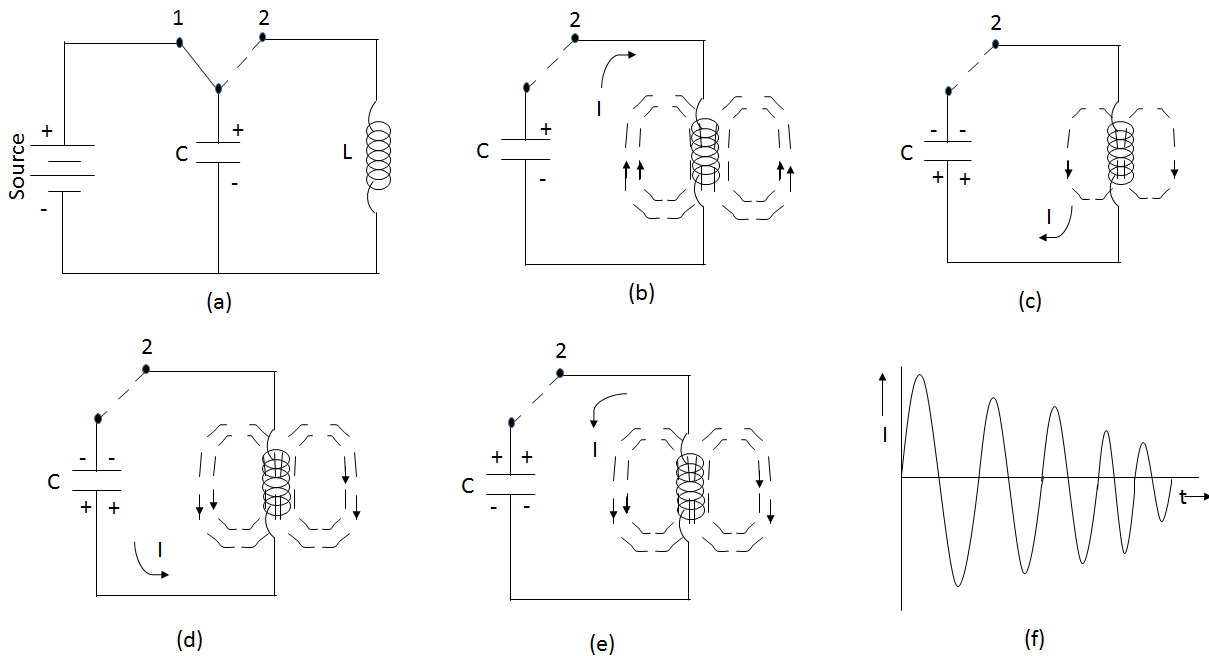 1 2
+
Source
-
C
+
-
L
(a)
2
I
C
+
-
(b)
2
- -
C
+ +
I
(c)
2
- -
C
+ +
I
(d)
2
I
+ +
C
- -
(e)
I
t
(f)